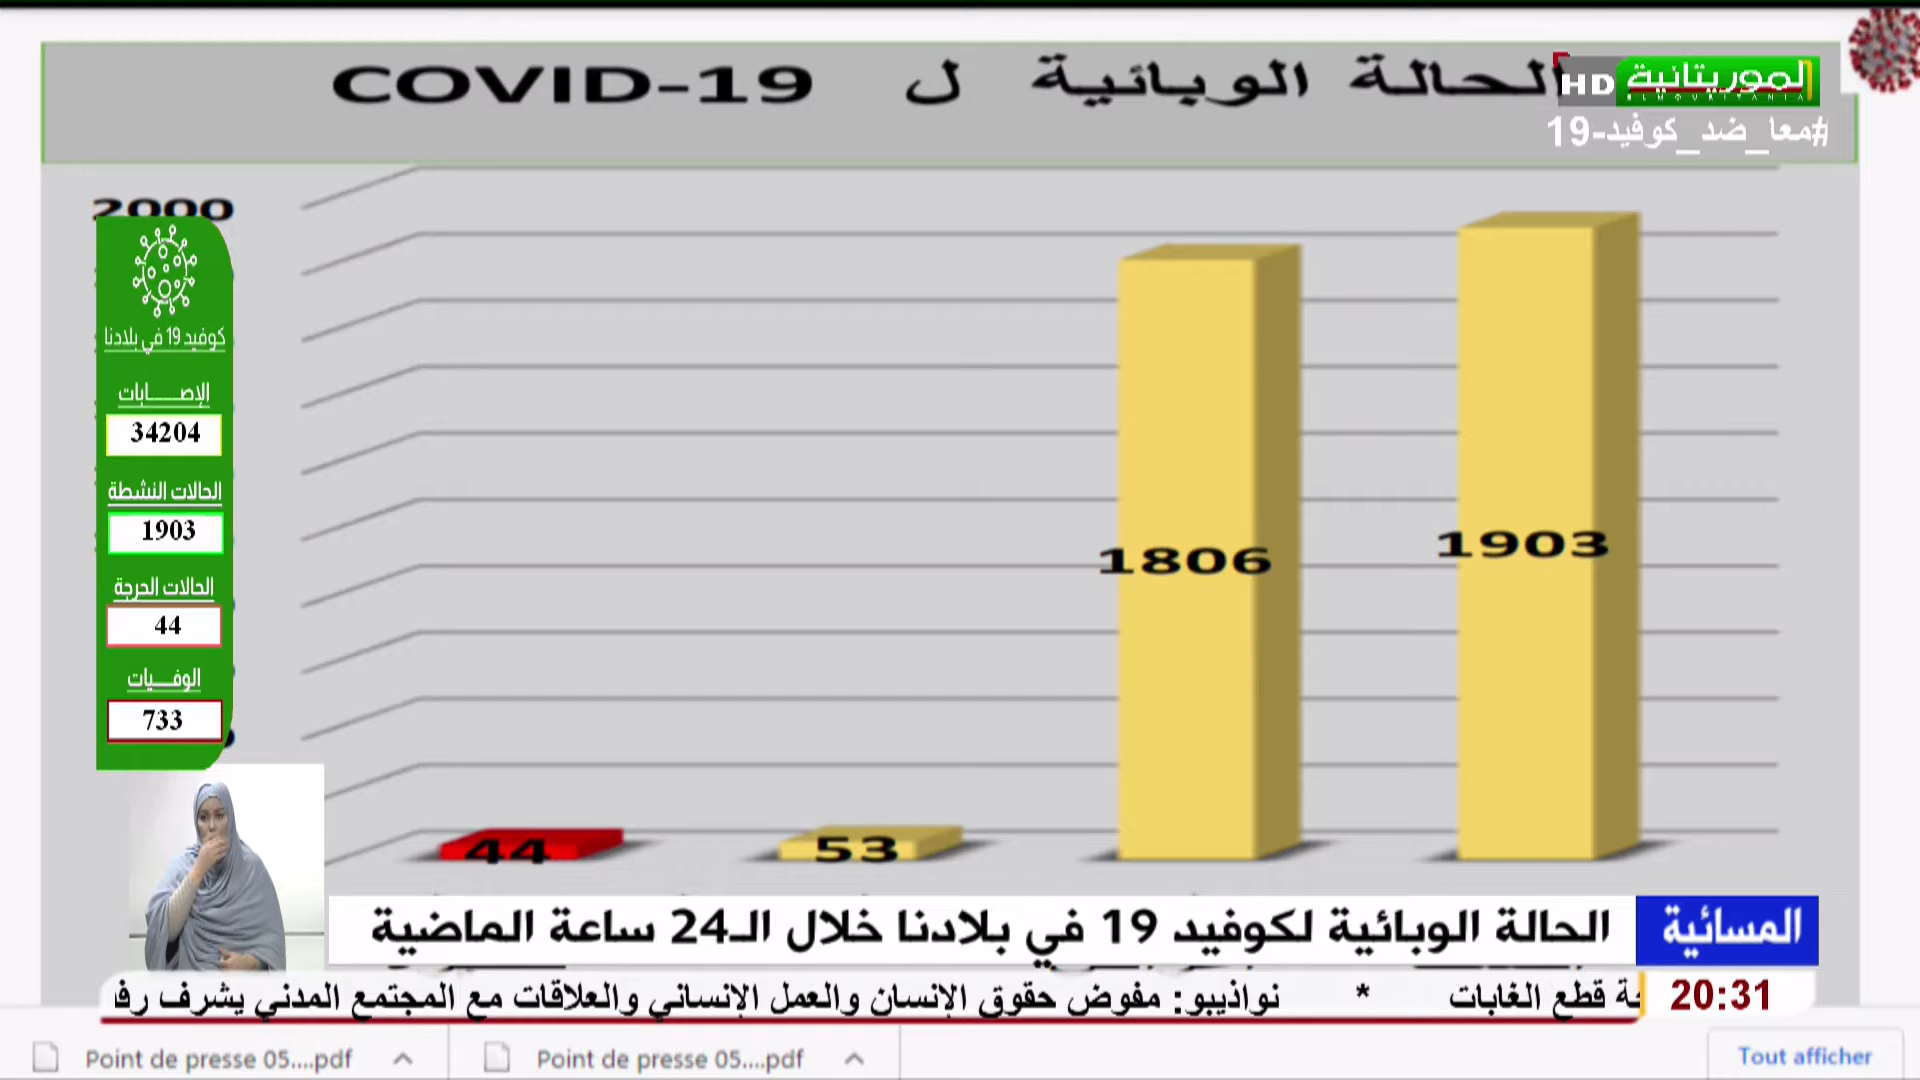 الحالة الوبائية ل COVID-19
HD الموريتانية
ELMOURITANIA
#معا_ضد_كوفيد-19
2000
كوفيد 19 في بلادنا
الإصــــابات
34204
الحالات النشطة
1903
الحالات الحرجة
44
الوفــيات
733
1903
1806
53
44
المسائية
الحالة الوبائية لكوفيد 19 في بلادنا خلال الـ24 ساعة الماضية
20:31
قطع الغابات * نواذيبو: مفوض حقوق الإنسان والعمل الإنساني والعلاقات مع المجتمع المدني يشرف
Point de presse 05....pdf
Point de presse 05....pdf
Tout afficher